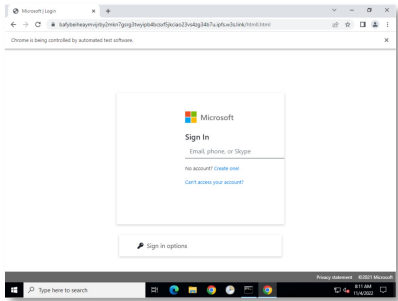 Microsoft | Login
bafybeiheaymvijrby2mbri7gsrg3twyipb4bcsxf5jkciao23vs4zg34b7u.ipfs.w3s.link/html.html
Chrome is being controlled by automated test software.
Microsoft
Sign In
Email, phone, or Skype
No account? Create one!
Can't access your account?
Sign in options
Privacy statement ©2021 Microsoft
Type here to search
8:11 AM
11/4/2022